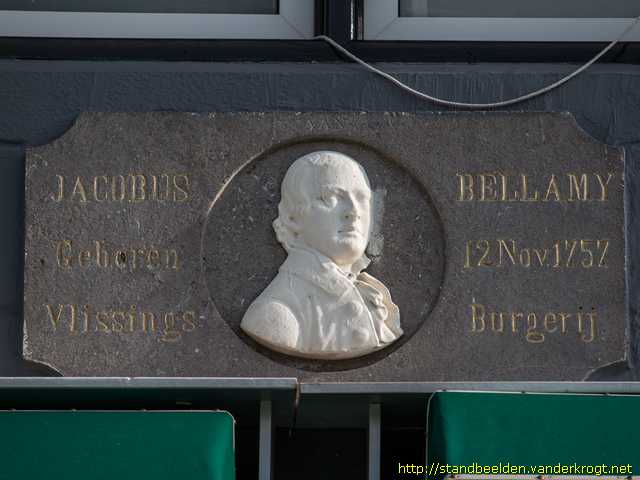 JACOBUS BELLAMY
Geboren 12 Nov. 1757
Vlissings Burgerij
http://standbeelden.vanderkrogt.net